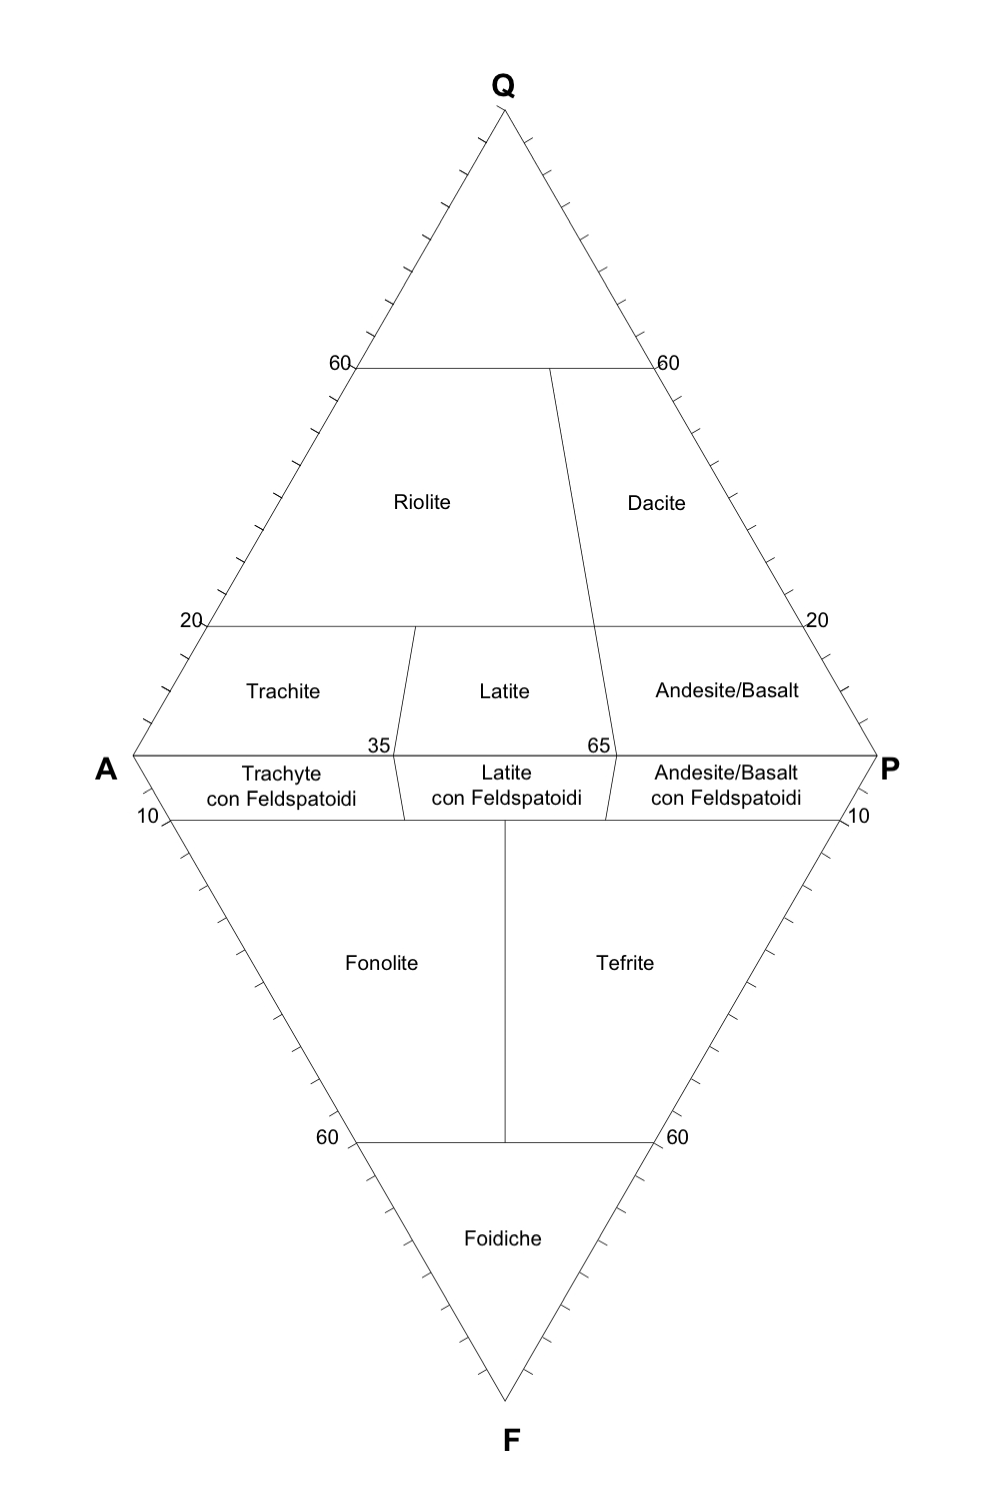 Q
60
60
Riolite
Dacite
20
20
Trachite
Latite
Andesite/Basalt
35
65
A
P
Trachyte
con Feldspatoidi
Latite
con Feldspatoidi
Andesite/Basalt
con Feldspatoidi
10
10
Fonolite
Tefrite
60
60
Foidiche
F